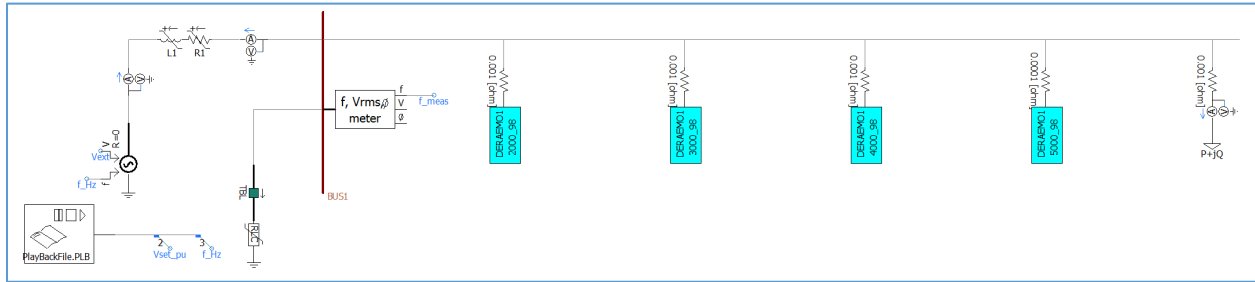 L1
R1
A
V
A
V
V
R=0
Vext
f_Hz
f
S
f, Vrms,ϕ
meter
f
V
ϕ
f_meas
TBL
RLC
BUS1
PlayBackFile.PLB
2
Vset_pu
3
f_Hz
0.001 [ohm]
DERAEMO1
2000_98
0.001 [ohm]
DERAEMO1
3000_98
0.001 [ohm]
DERAEMO1
4000_98
0.0001 [ohm]
DERAEMO1
5000_98
0.001 [ohm]
A
V
P+jQ